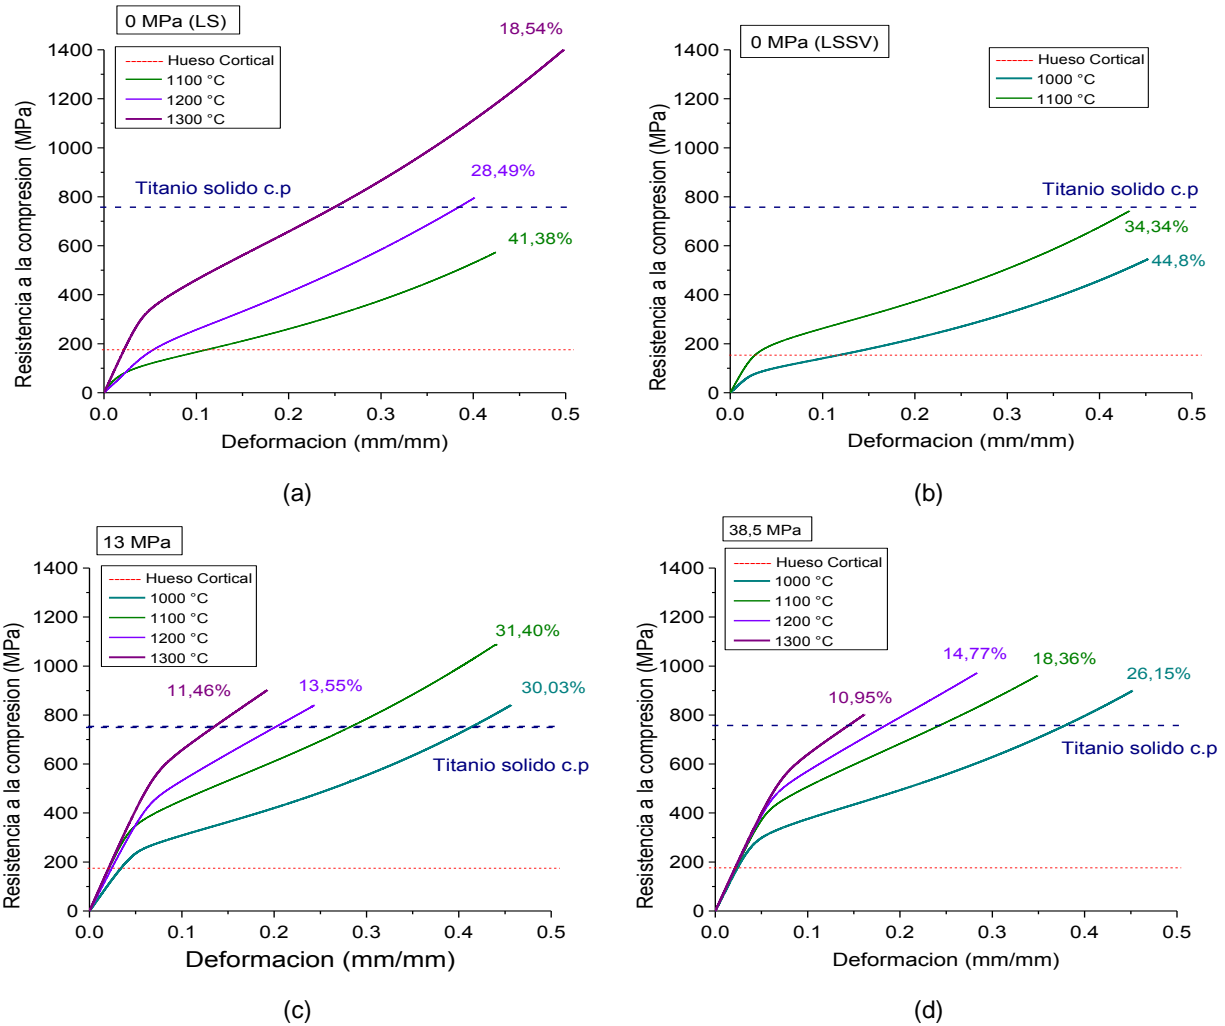 0 MPa (LS)
18,54%
Hueso Cortical
1100 °C
1200 °C
1300 °C
28,49%
Titanio solido c.p
41,38%
Resistencia a la compresion (MPa)
1400
1200
1000
800
600
400
200
0
0.0 0.1 0.2 0.3 0.4 0.5
Deformacion (mm/mm)
(a)
0 MPa (LSSV)
Hueso Cortical
1000 °C
1100 °C
Titanio solido c.p
34,34%
44,8%
Resistencia a la compresion (MPa)
1400
1200
1000
800
600
400
200
0
0.0 0.1 0.2 0.3 0.4 0.5
Deformacion (mm/mm)
(b)
13 MPa
Hueso Cortical
1000 °C
1100 °C
1200 °C
1300 °C
31,40%
11,46%
13,55%
30,03%
Titanio solido c.p
Resistencia a la compresion (MPa)
1400
1200
1000
800
600
400
200
0
0.0 0.1 0.2 0.3 0.4 0.5
Deformacion (mm/mm)
(c)
38,5 MPa
Hueso Cortical
1000 °C
1100 °C
1200 °C
1300 °C
14,77%
18,36%
26,15%
10,95%
Titanio solido c.p
Resistencia a la compresion (MPa)
1400
1200
1000
800
600
400
200
0
0.0 0.1 0.2 0.3 0.4 0.5
Deformacion (mm/mm)
(d)